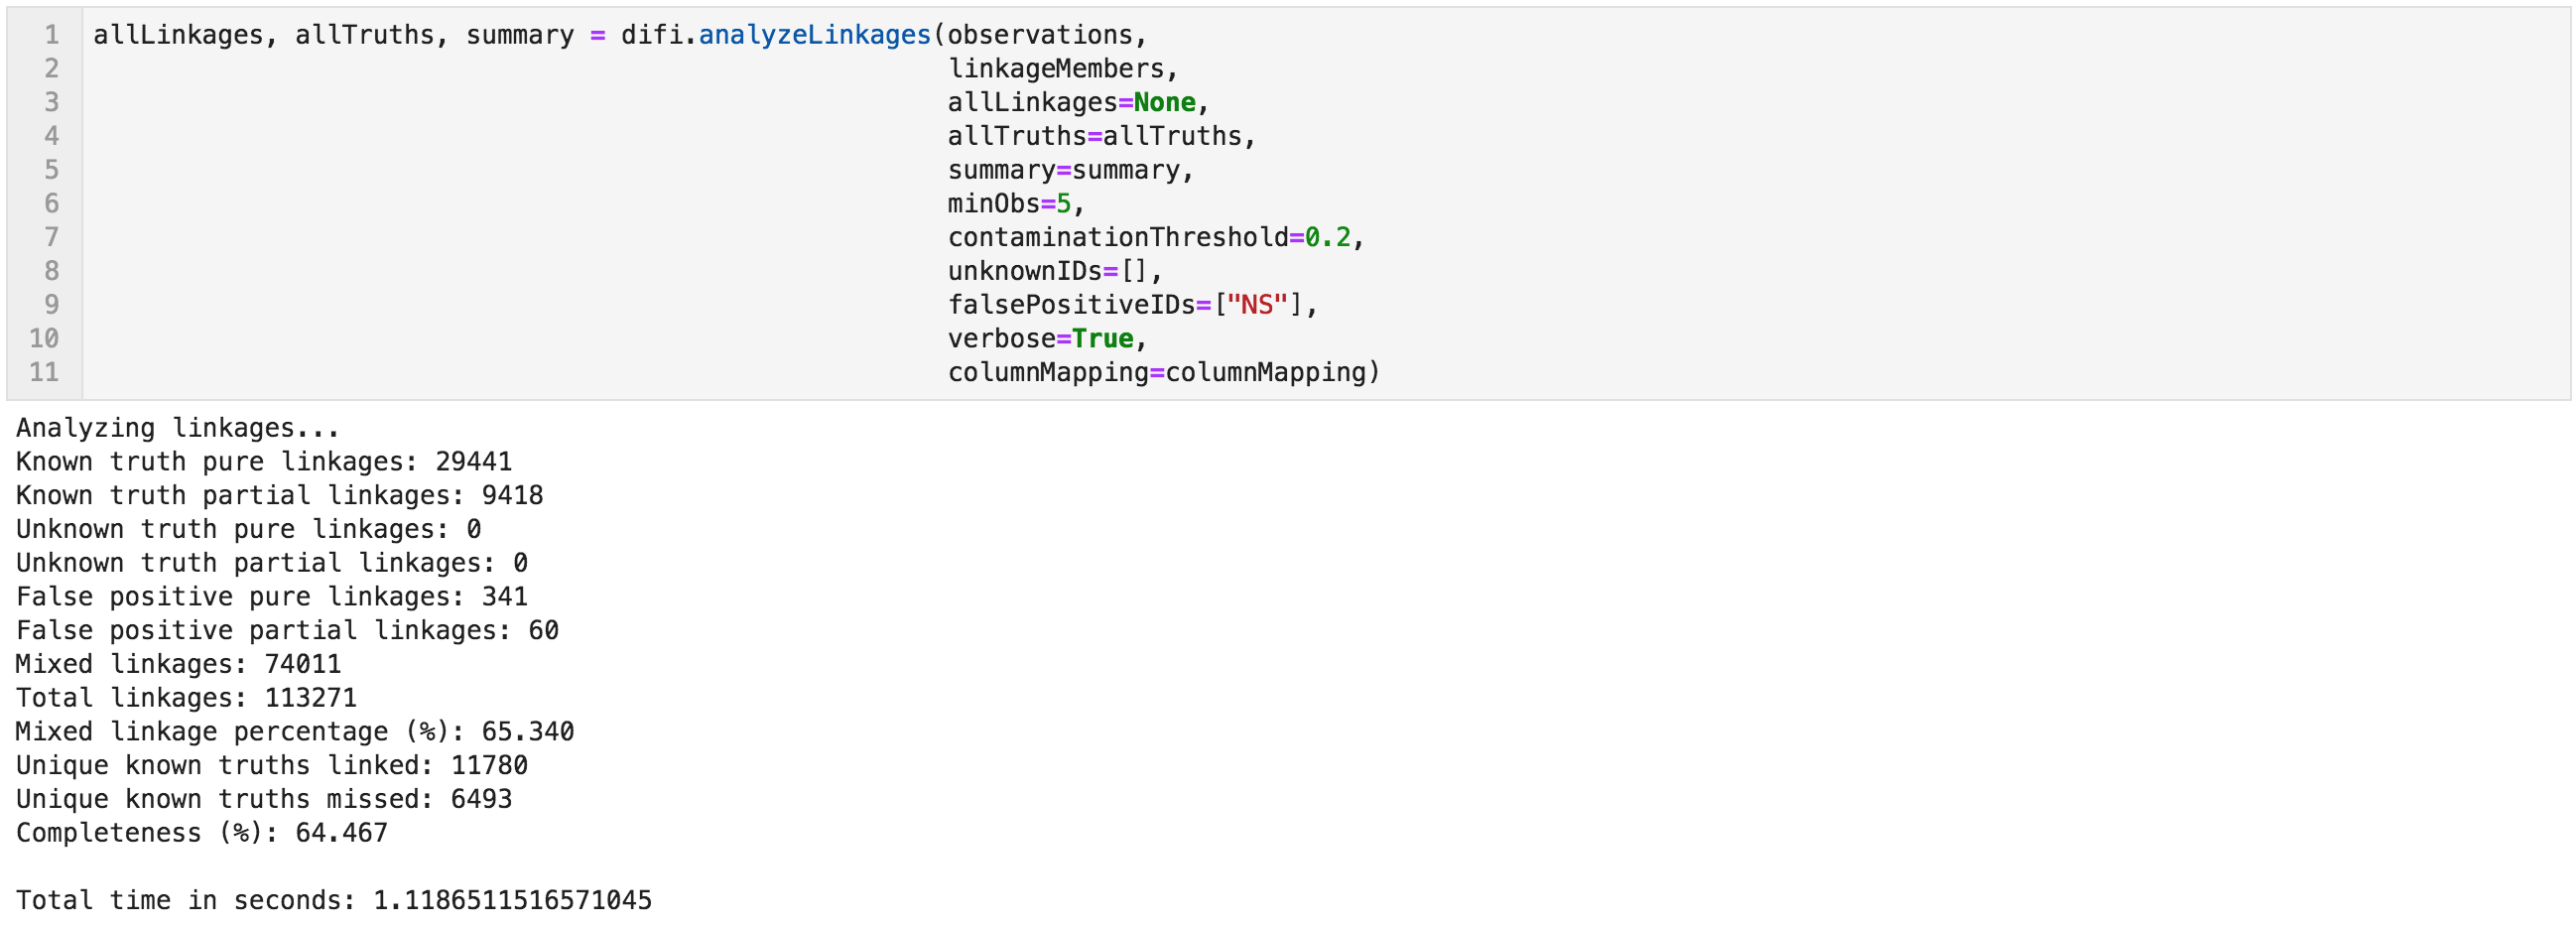 1 allLinkages, allTruths, summary = difi.analyzeLinkages(observations,
2 linkageMembers,
3 allLinkages=None,
4 allTruths=allTruths,
5 summary=summary,
6 minObs=5,
7 contaminationThreshold=0.2,
8 unknownIDs=[],
9 falsePositiveIDs=["NS"],
10 verbose=True,
11 columnMapping=columnMapping)
Analyzing linkages...
Known truth pure linkages: 29441
Known truth partial linkages: 9418
Unknown truth pure linkages: 0
Unknown truth partial linkages: 0
False positive pure linkages: 341
False positive partial linkages: 60
Mixed linkages: 74011
Total linkages: 113271
Mixed linkage percentage (%): 65.340
Unique known truths linked: 11780
Unique known truths missed: 6493
Completeness (%): 64.467
Total time in seconds: 1.1186511516571045